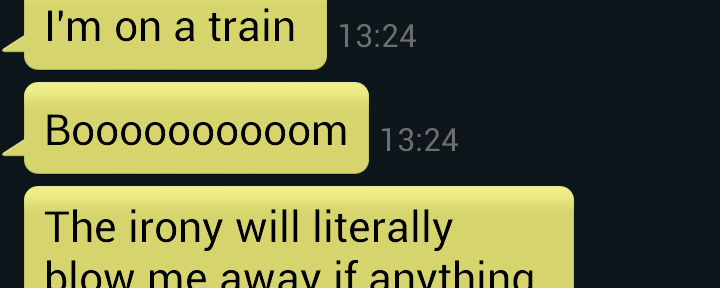 I'm on a train
13:24
Boooooooooom
13:24
The irony will literally
blow me away if anything